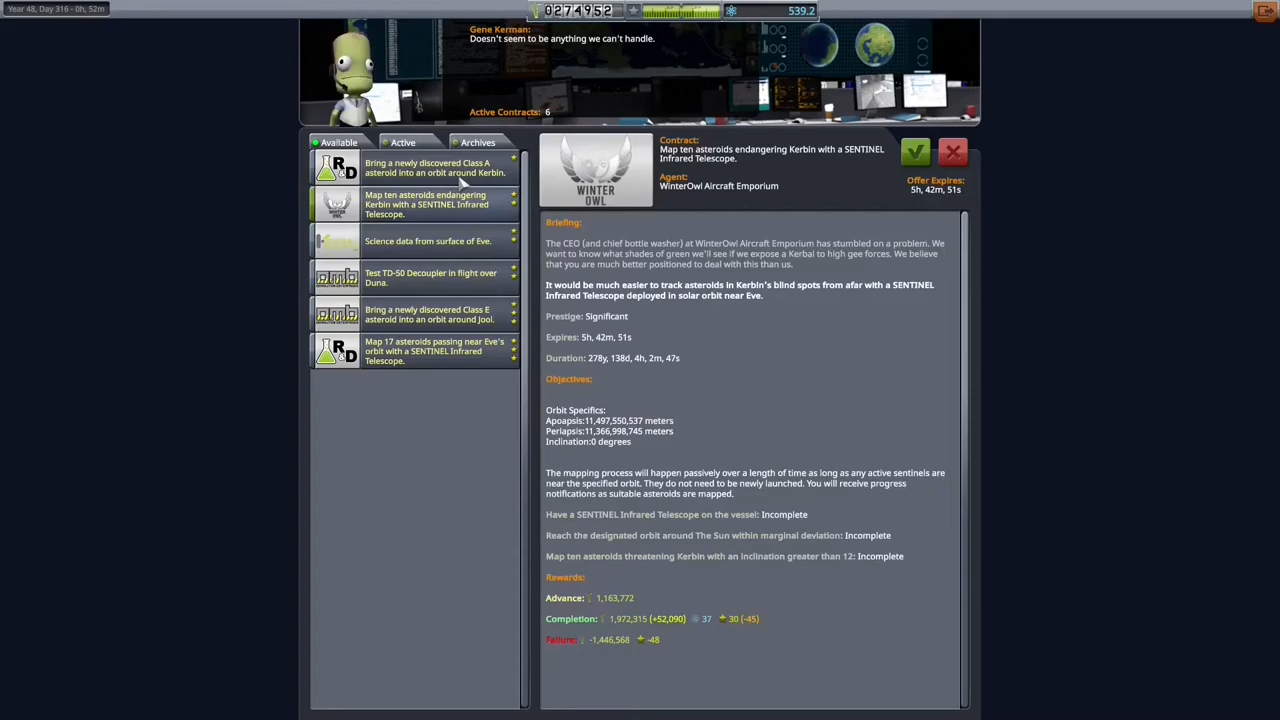 Year 48, Day 316 - 0h, 52m
0274952
539.2
Gene Kerman:
Doesn't seem to be anything we can't handle.
Active Contracts: 6
Available
Active
Archives
R&D
Bring a newly discovered Class A
asteroid into an orbit around Kerbin.
WINTER
OWL
Map ten asteroids endangering
Kerbin with a SENTINEL Infrared
Telescope.
Science data from surface of Eve.
Test TD-50 Decoupler in flight over
Duna.
Bring a newly discovered Class E
asteroid into an orbit around Jool.
R&D
Map 17 asteroids passing near Eve's
orbit with a SENTINEL Infrared
Telescope.
WINTER
OWL
Contract:
Map ten asteroids endangering Kerbin with a SENTINEL
Infrared Telescope.
Agent:
WinterOwl Aircraft Emporium
Offer Expires:
5h, 42m, 51s
Briefing:
The CEO (and chief bottle washer) at WinterOwl Aircraft Emporium has stumbled on a problem. We
want to know what shades of green we'll see if we expose a Kerbal to high gee forces. We believe
that you are much better positioned to deal with this than us.
It would be much easier to track asteroids in Kerbin's blind spots from afar with a SENTINEL
Infrared Telescope deployed in solar orbit near Eve.
Prestige: Significant
Expires: 5h, 42m, 51s
Duration: 278y, 138d, 4h, 2m, 47s
Objectives:
Orbit Specifics:
Apoapsis:11,497,550,537 meters
Periapsis:11,366,998,745 meters
Inclination:0 degrees
The mapping process will happen passively over a length of time as long as any active sentinels are
near the specified orbit. They do not need to be newly launched. You will receive progress
notifications as suitable asteroids are mapped.
Have a SENTINEL Infrared Telescope on the vessel: Incomplete
Reach the designated orbit around The Sun within marginal deviation: Incomplete
Map ten asteroids threatening Kerbin with an inclination greater than 12: Incomplete
Rewards:
Advance: 1,163,772
Completion: 1,972,315 (+52,090) 37 30 (-45)
Failure: -1,446,568 -48